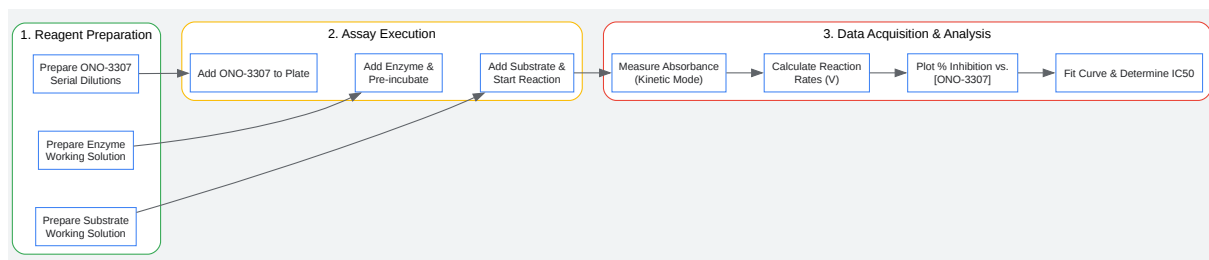 1. Reagent Preparation
Prepare ONO-3307
Serial Dilutions
Prepare Enzyme
Working Solution
Prepare Substrate
Working Solution
2. Assay Execution
Add ONO-3307 to Plate
Add Enzyme &
Pre-incubate
Add Substrate &
Start Reaction
3. Data Acquisition & Analysis
Measure Absorbance
(Kinetic Mode)
Calculate Reaction
Rates (V)
Plot % Inhibition vs.
[ONO-3307]
Fit Curve & Determine IC50